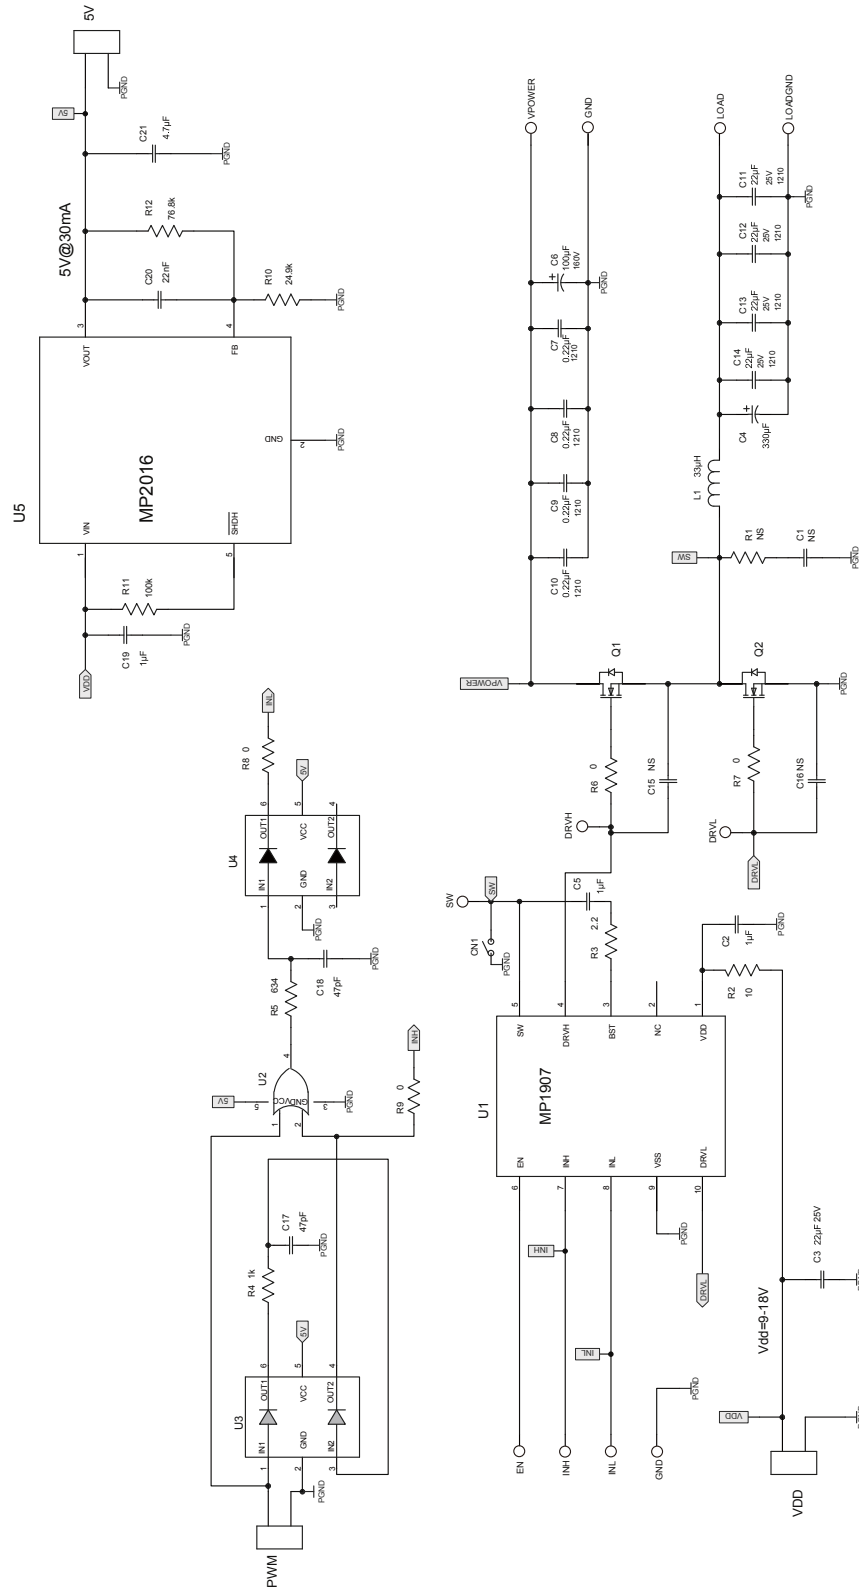 5V
PGND
5V
5V@30mA
C21
4.7µF
PGND
R12
76.8k
C20
22nF
R10
24.9k
PGND
3
VOUT
4
FB
GND
2
PGND
U5
MP2016
VIN
1
SHDH
5
R11
100k
C19
1µF
PGND
VDD
INL
R8 0
5V
U4
6
OUT1
5
VCC
4
OUT2
IN1
1
GND
2
IN2
3
PGND
R5
634
C18
47pF
PGND
U2
4
5V
5
GND
VCC
3
PGND
1
2
INH
R9 0
C17
47pF
PGND
R4 1k
5V
U3
6
OUT1
5
VCC
4
OUT2
IN1
1
GND
2
IN2
3
PGND
PWM
VPOWER
GND
C6
100µF
160V
PGND
C7
0.22µF
1210
C8
0.22µF
1210
C9
0.22µF
1210
C10
0.22µF
1210
LOAD
LOADGND
PGND
C11
22µF
25V
1210
C12
22µF
25V
1210
C13
22µF
25V
1210
C14
22µF
25V
1210
C4
330µF
L1
33µH
SW
R1
NS
C1
NS
PGND
VPOWER
Q1
Q2
PGND
R6
0
C15 NS
R7
0
C16 NS
DRVH
DRVL
DRVL
SW
SW
CN1
PGND
C5
1µF
R3
2.2
C2
1µF
PGND
R2
10
U1
MP1907
5
SW
4
DRVH
3
BST
2
NC
1
VDD
EN
6
INH
7
INL
8
VSS
9
DRVL
10
PGND
INH
INL
DRVL
C3 22µF 25V
PGND
Vdd=9-18V
EN
INH
INL
GND
PGND
VDD
PGND
VDD